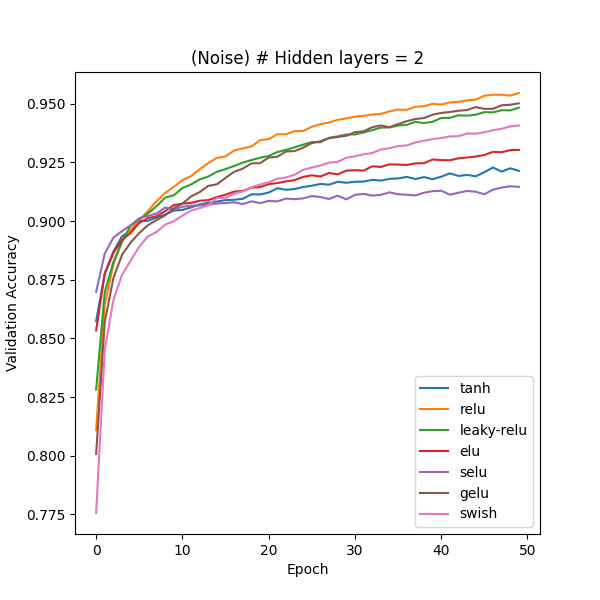 (Noise) # Hidden layers = 2
Validation Accuracy
0.950
0.925
0.900
0.875
0.850
0.825
0.800
0.775
tanh
relu
leaky-relu
elu
selu
gelu
swish
0 10 20 30 40 50
Epoch